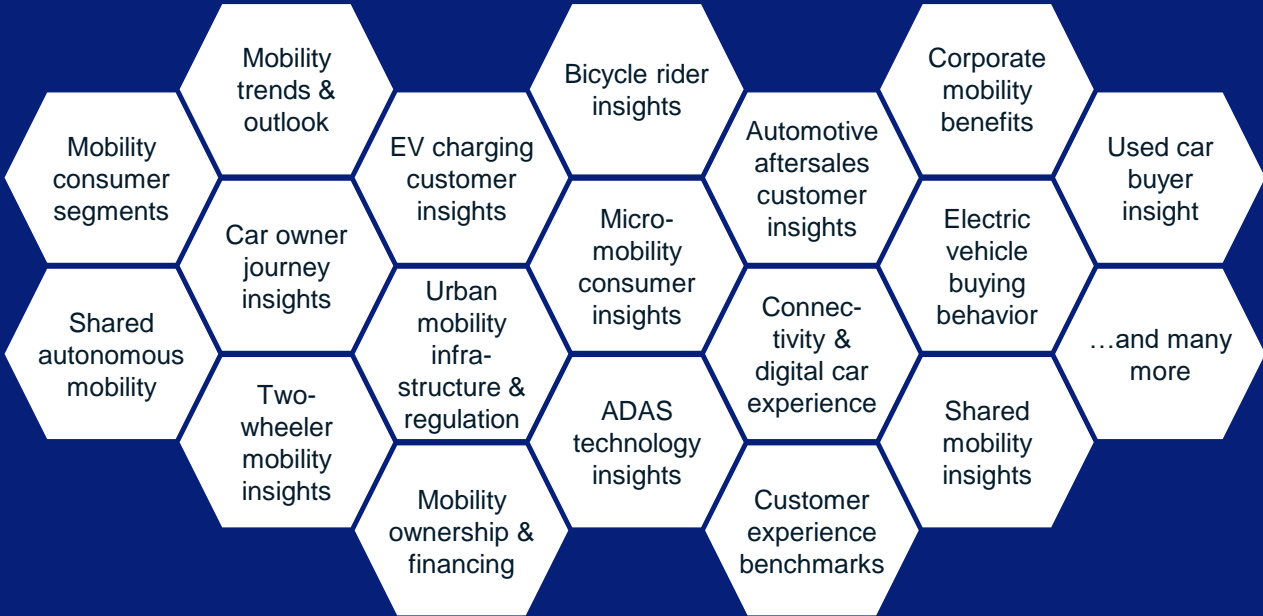 Mobility
consumer
segments
Shared
autonomous
mobility
Mobility
trends &
outlook
Car owner
journey
insights
Two-
wheeler
mobility
insights
EV charging
customer
insights
Urban
mobility
infra-
structure &
regulation
Mobility
ownership &
financing
Bicycle rider
insights
Micro-
mobility
consumer
insights
ADAS
technology
insights
Automotive
aftersales
customer
insights
Connec-
tivity &
digital car
experience
Customer
experience
benchmarks
Corporate
mobility
benefits
Electric
vehicle
buying
behavior
Shared
mobility
insights
Used car
buyer
insight
…and many
more